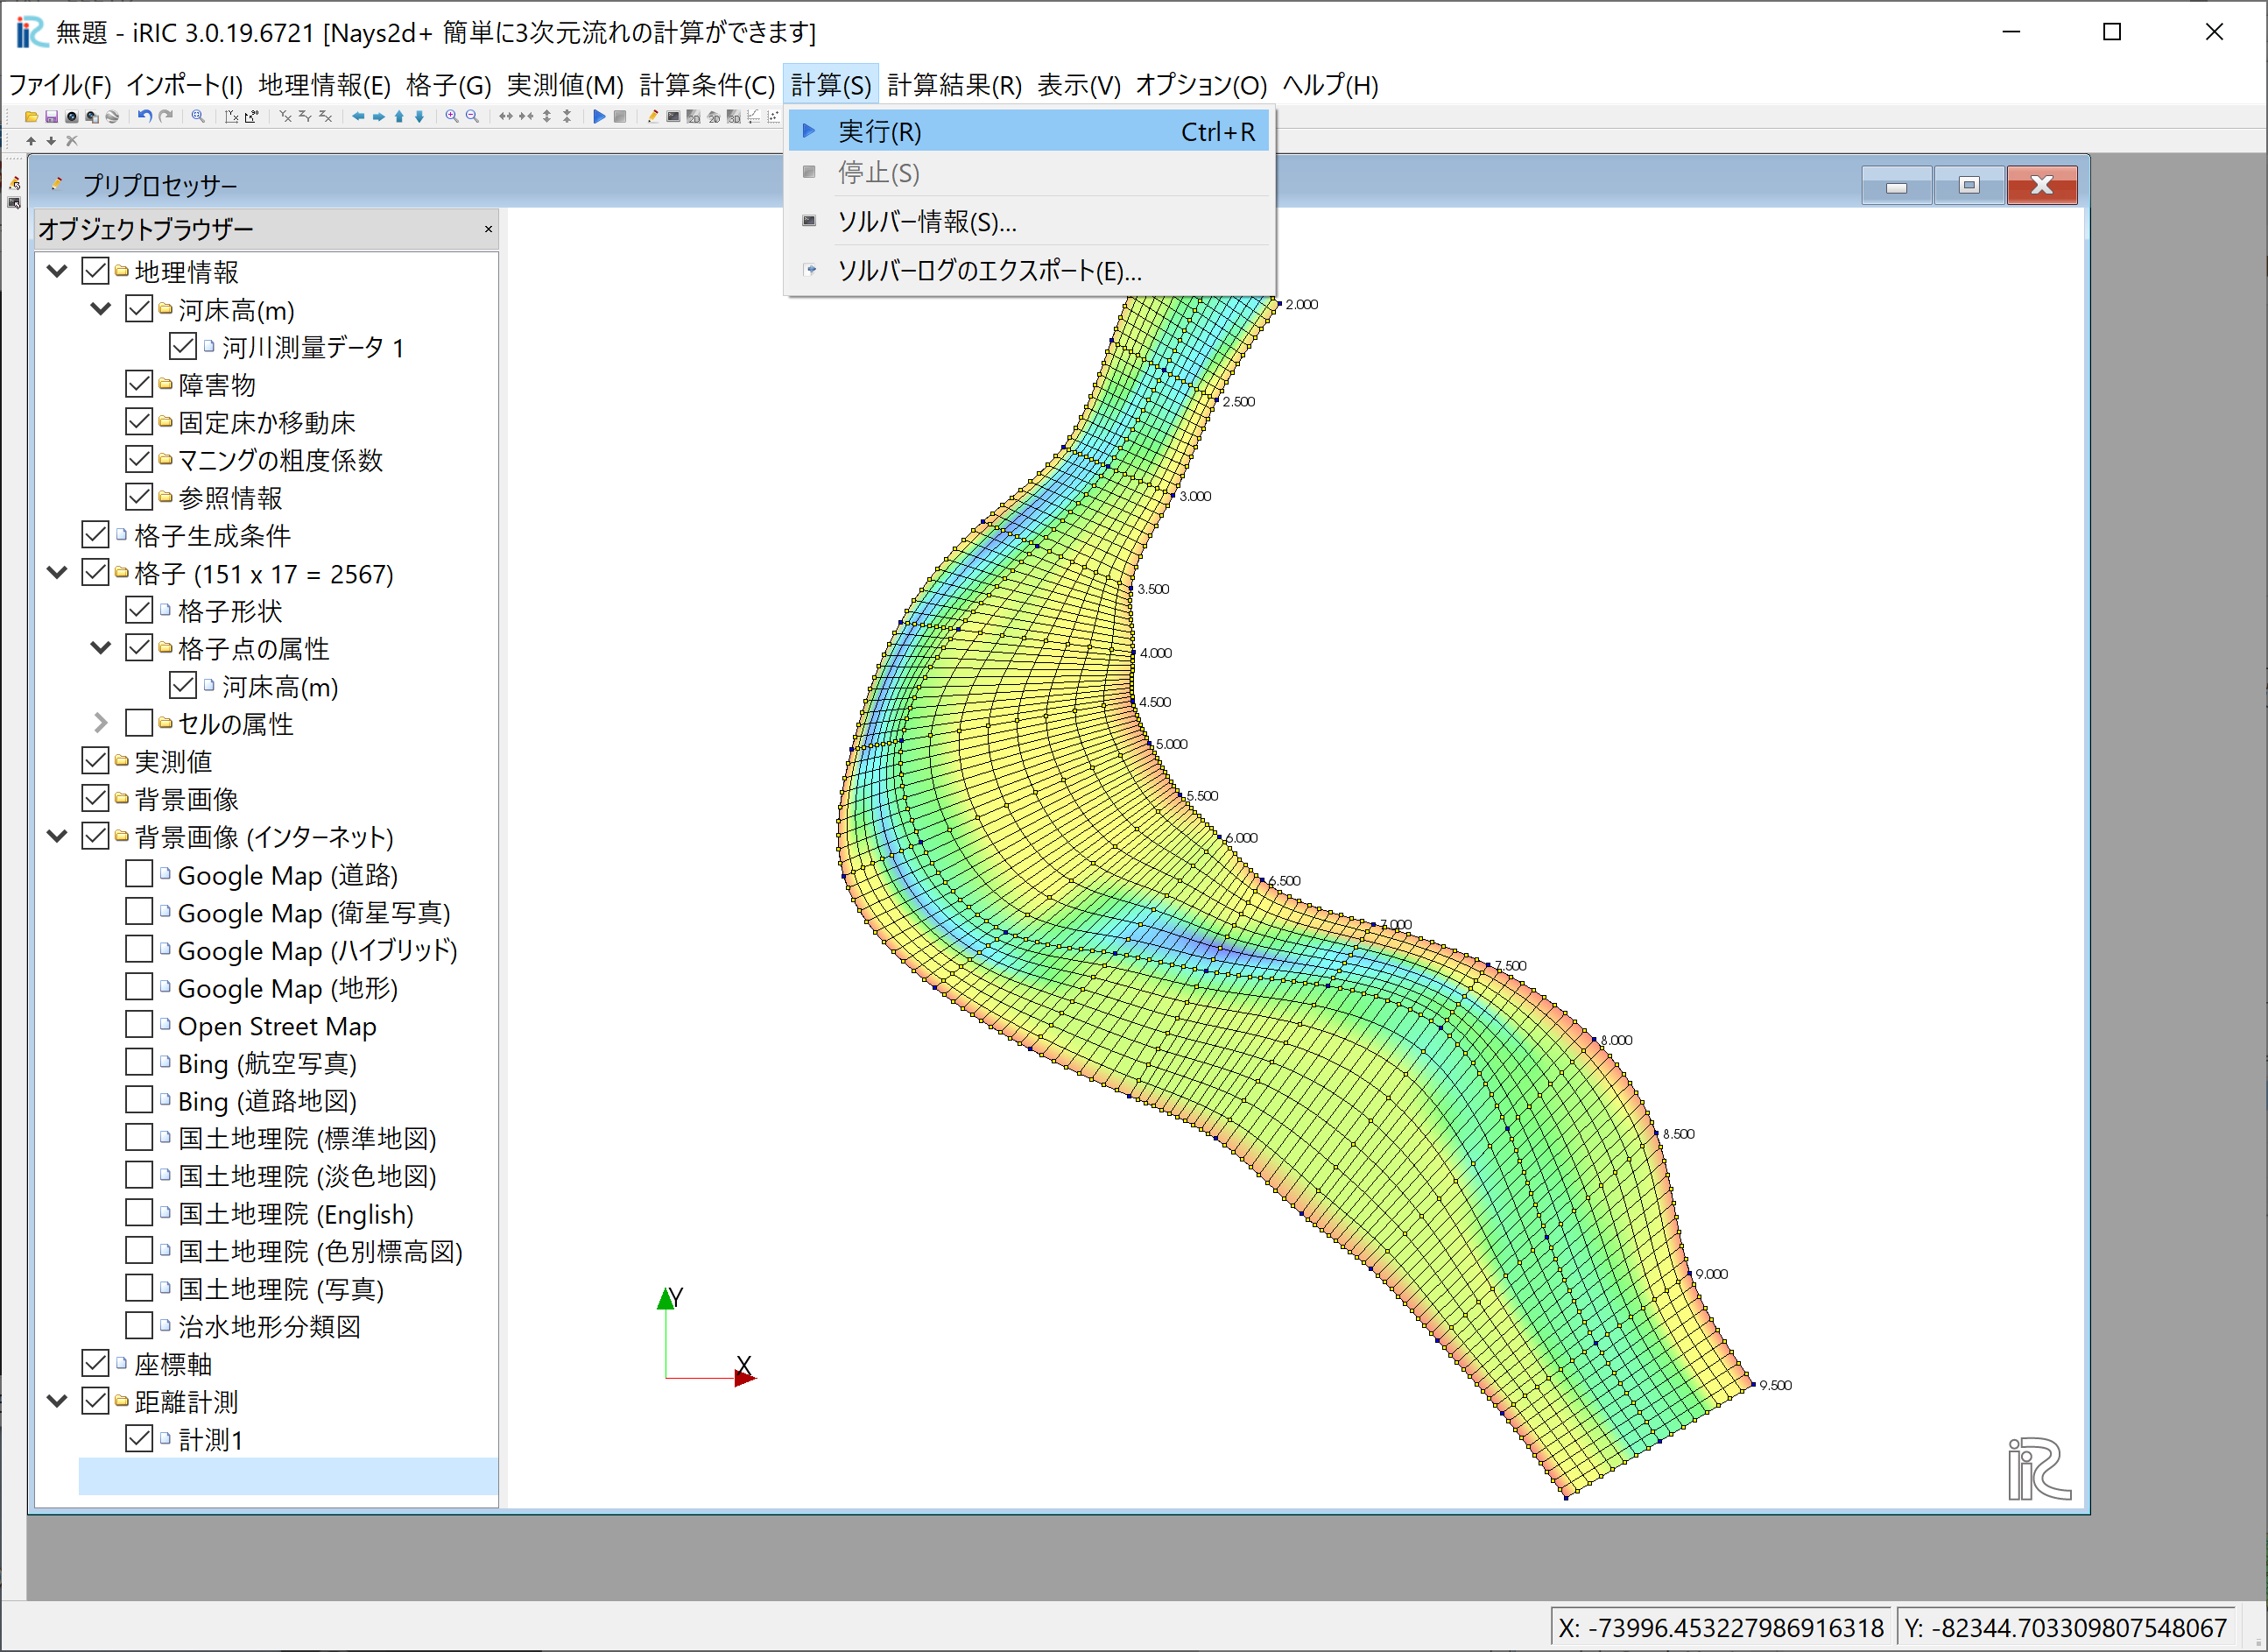 無題 - iRIC 3.0.19.6721 [Nays2d+ 簡単に3次元流れの計算ができます]
ファイル(F) インポート(I) 地理情報(E) 格子(G) 実測値(M) 計算条件(C) 計算(S) 計算結果(R) 表示(V) オプション(O) ヘルプ(H)
実行(R) Ctrl+R
停止(S)
ソルバー情報(S)...
ソルバーログのエクスポート(E)...
プリプロセッサー
オブジェクトブラウザー
地理情報
河床高(m)
河川測量データ 1
障害物
固定床か移動床
マニングの粗度係数
参照情報
格子生成条件
格子 (151 x 17 = 2567)
格子形状
格子点の属性
河床高(m)
セルの属性
実測値
背景画像
背景画像 (インターネット)
Google Map (道路)
Google Map (衛星写真)
Google Map (ハイブリッド)
Google Map (地形)
Open Street Map
Bing (航空写真)
Bing (道路地図)
国土地理院 (標準地図)
国土地理院 (淡色地図)
国土地理院 (English)
国土地理院 (色別標高図)
国土地理院 (写真)
治水地形分類図
座標軸
距離計測
計測1
2.000
2.500
3.000
3.500
4.000
4.500
5.000
5.500
6.000
6.500
7.000
7.500
8.000
8.500
9.000
9.500
Y
X
iRIC
X: -73996.453227986916318 Y: -82344.703309807548067